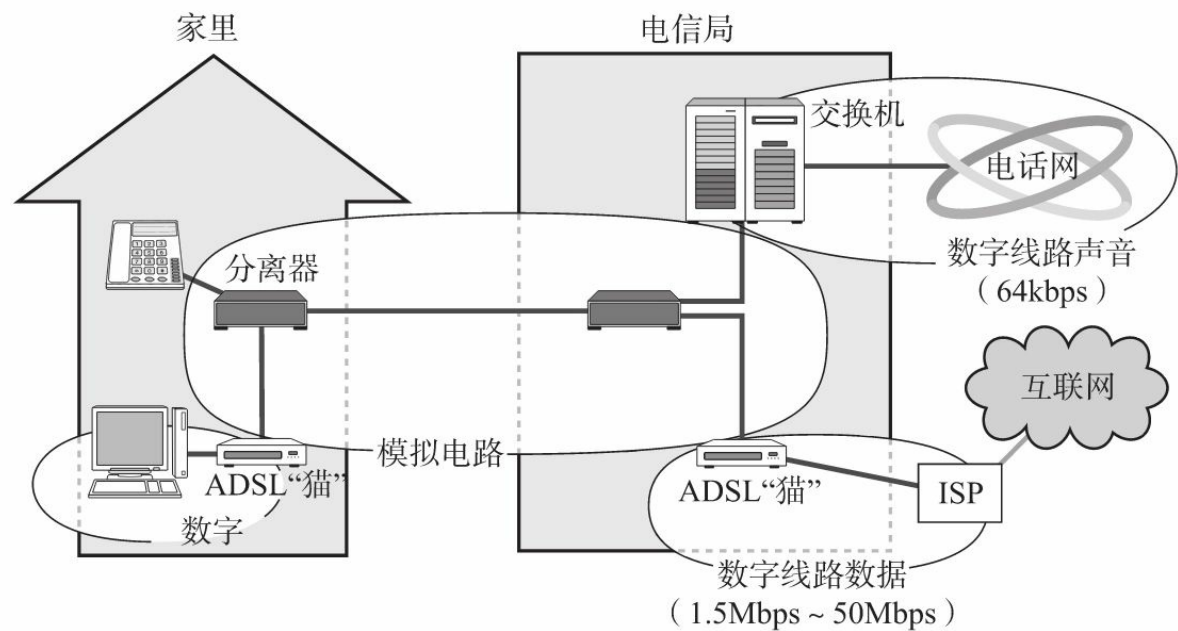 家里
电信局
交换机
电话网
数字线路声音
（64kbps）
分离器
互联网
模拟电路
ADSL“猫”
数字
ADSL“猫”
ISP
数字线路数据
（1.5Mbps ~ 50Mbps）